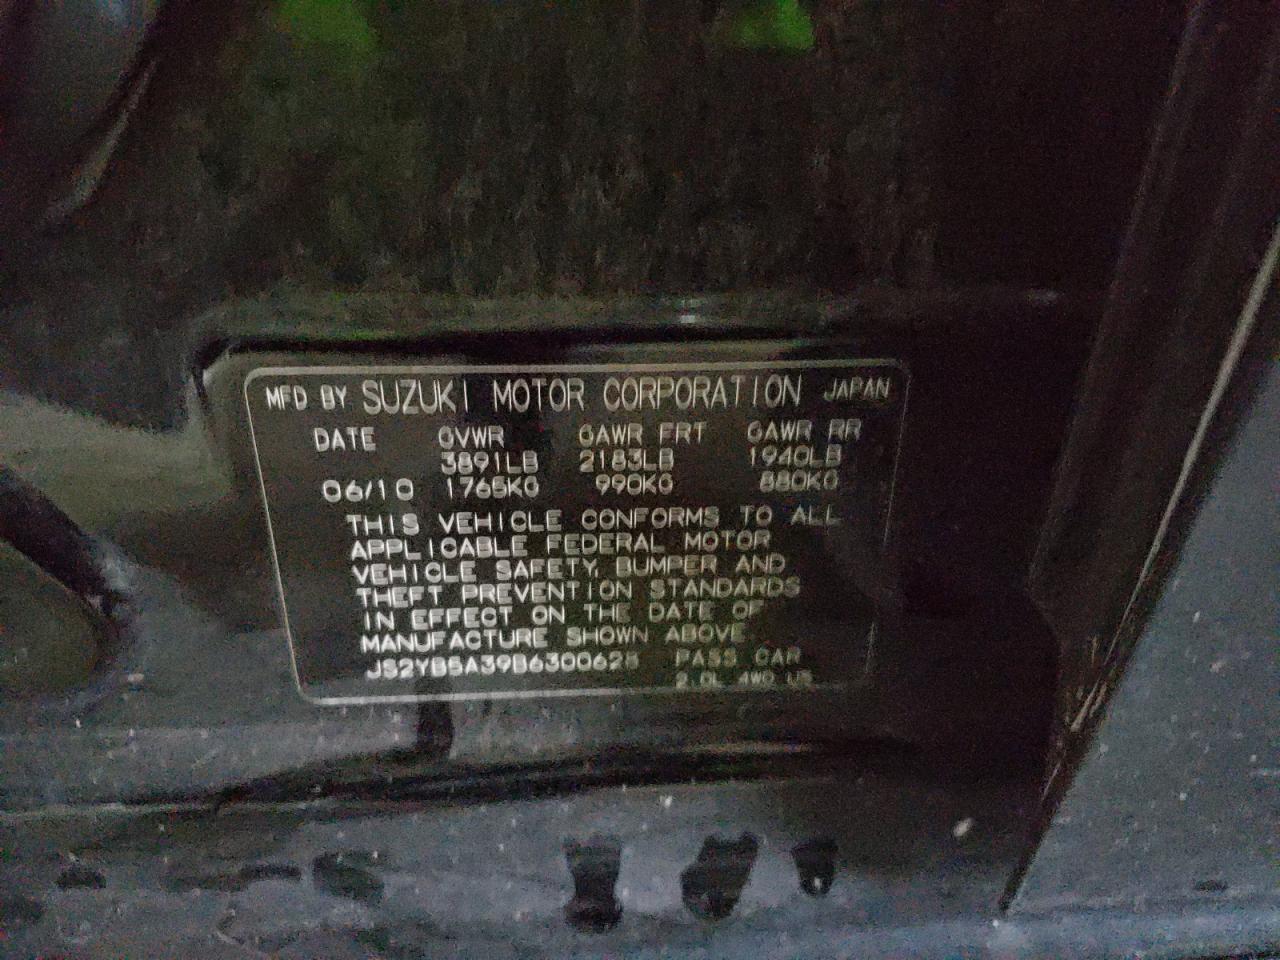 MFD BY SUZUKI MOTOR CORPORATION JAPAN
DATE GVWR GAWR FRT GAWR RR
3891LB 2183LB 1940LB
06/10 1765KG 990KG 880KG
THIS VEHICLE CONFORMS TO ALL
APPLICABLE FEDERAL MOTOR
VEHICLE SAFETY, BUMPER AND
THEFT PREVENTION STANDARDS
IN EFFECT ON THE DATE OF
MANUFACTURE SHOWN ABOVE.
JS2YB5A39B6300628 PASS CAR
2.0L 4WD US